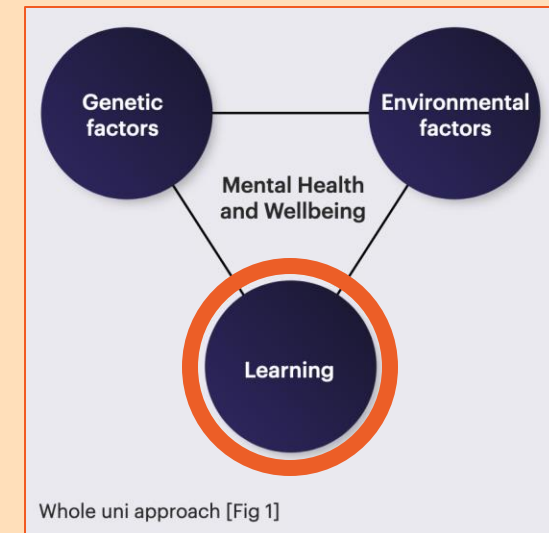 Genetic
factors
Environmental
factors
Mental Health
and Wellbeing
Learning
Whole uni approach [Fig 1]